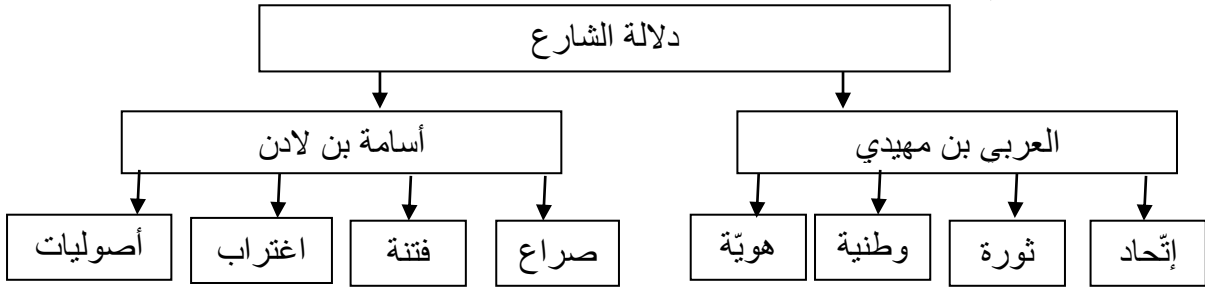 دلالة الشارع
العربي بن مهيدي
أسامة بن لادن
إتّحاد
ثورة
وطنية
هويّة
صراع
فتنة
اغتراب
أصوليات